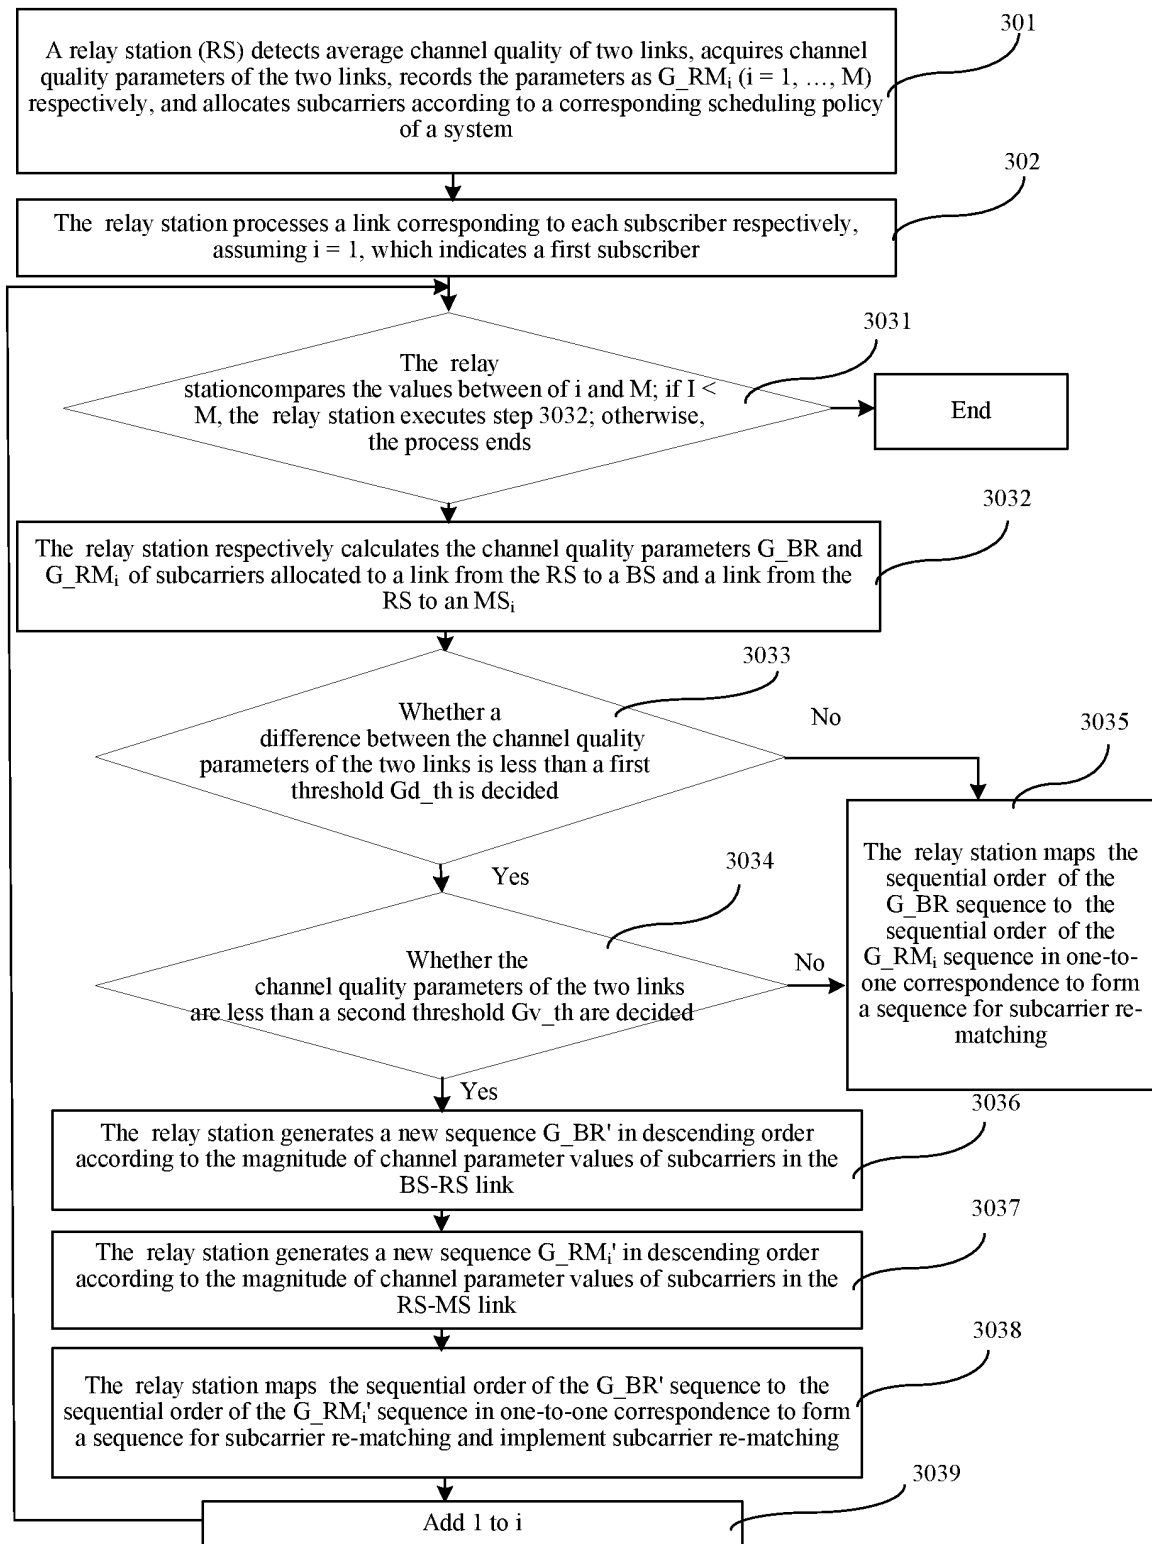 A relay station (RS) detects average channel quality of two links, acquires channel
quality parameters of the two links, records the parameters as G_RMi (i = 1, ..., M)
respectively, and allocates subcarriers according to a corresponding scheduling policy
of a system
301
The relay station processes a link corresponding to each subscriber respectively,
assuming i = 1, which indicates a first subscriber
302
The relay
stationcompares the values between of i and M; if I <
M, the relay station executes step 3032; otherwise,
the process ends
3031
End
The relay station respectively calculates the channel quality parameters G_BR and
G_RMi of subcarriers allocated to a link from the RS to a BS and a link from the
RS to an MSi
3032
Whether a
difference between the channel quality
parameters of the two links is less than a first
threshold Gd_th is decided
3033
No
Yes
Whether the
channel quality parameters of the two links
are less than a second threshold Gv_th are decided
3034
No
Yes
The relay station maps the
sequential order of the
G_BR sequence to the
sequential order of the
G_RMi sequence in one-to-
one correspondence to form
a sequence for subcarrier re-
matching
3035
The relay station generates a new sequence G_BR' in descending order
according to the magnitude of channel parameter values of subcarriers in the
BS-RS link
3036
The relay station generates a new sequence G_RMi' in descending order
according to the magnitude of channel parameter values of subcarriers in the
RS-MS link
3037
The relay station maps the sequential order of the G_BR' sequence to the
sequential order of the G_RMi' sequence in one-to-one correspondence to form
a sequence for subcarrier re-matching and implement subcarrier re-matching
3038
Add 1 to i
3039